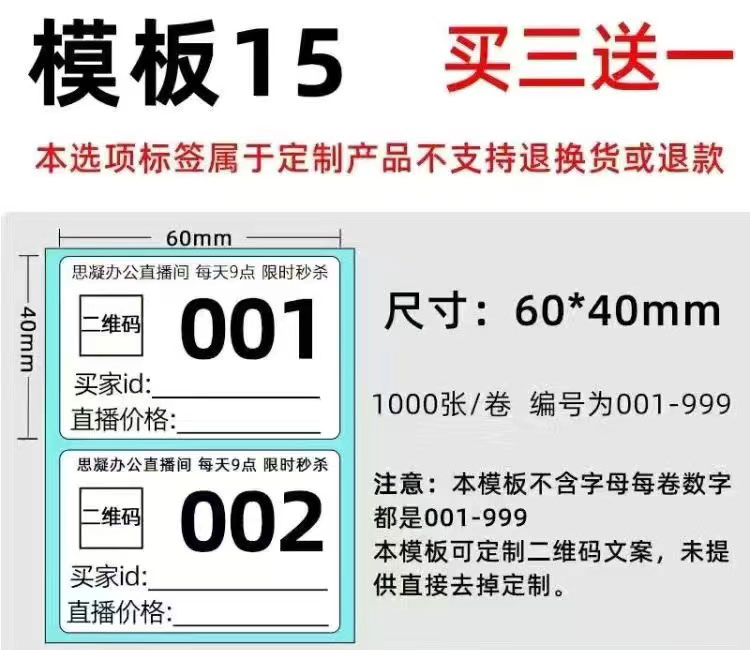 模板15
买三送一
本选项标签属于定制产品不支持退换货或退款
60mm
40mm
思凝办公直播间 每天9点 限时秒杀
二维码
001
买家id:
直播价格:
思凝办公直播间 每天9点 限时秒杀
二维码
002
买家id:
直播价格:
尺寸：60*40mm
1000张/卷 编号为001-999
注意：本模板不含字母每卷数字
都是001-999
本模板可定制二维码文案，未提
供直接去掉定制。